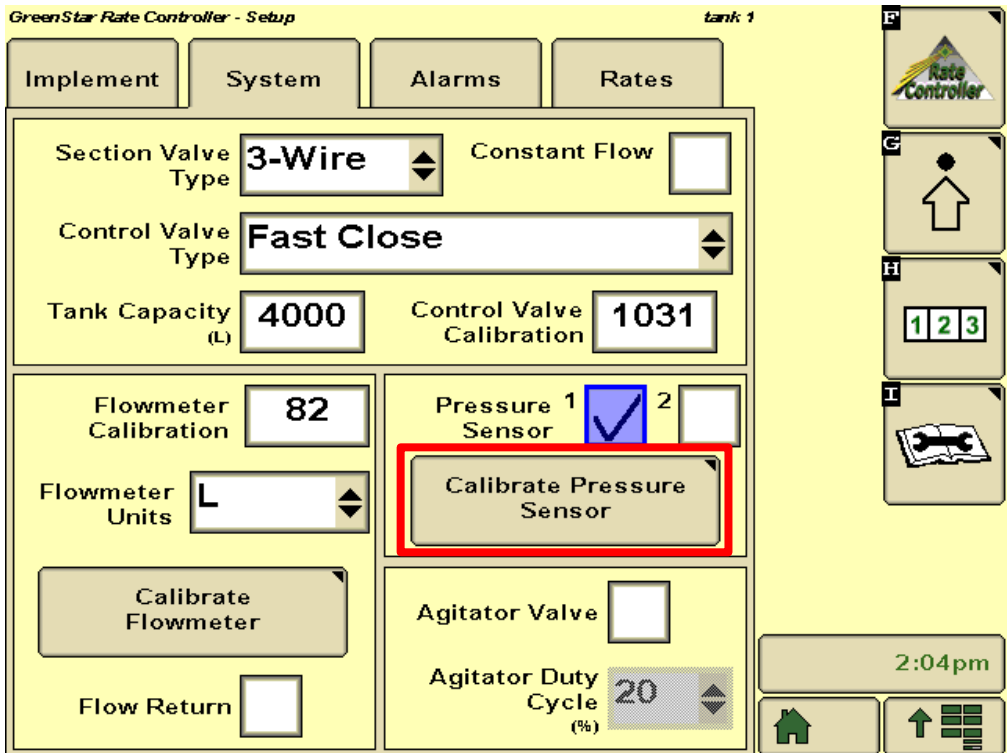 GreenStar Rate Controller - Setup
tank 1
Implement
System
Alarms
Rates
Section Valve
Type
3-Wire
Constant Flow
Control Valve
Type
Fast Close
Tank Capacity
(L)
4000
Control Valve
Calibration
1031
Flowmeter
Calibration
82
Flowmeter
Units
L
Calibrate
Flowmeter
Flow Return
Pressure
Sensor
1
2
Calibrate Pressure
Sensor
Agitator Valve
Agitator Duty
Cycle
(%)
20
F
Rate
Controller
G
H
1 2 3
I
2:04pm